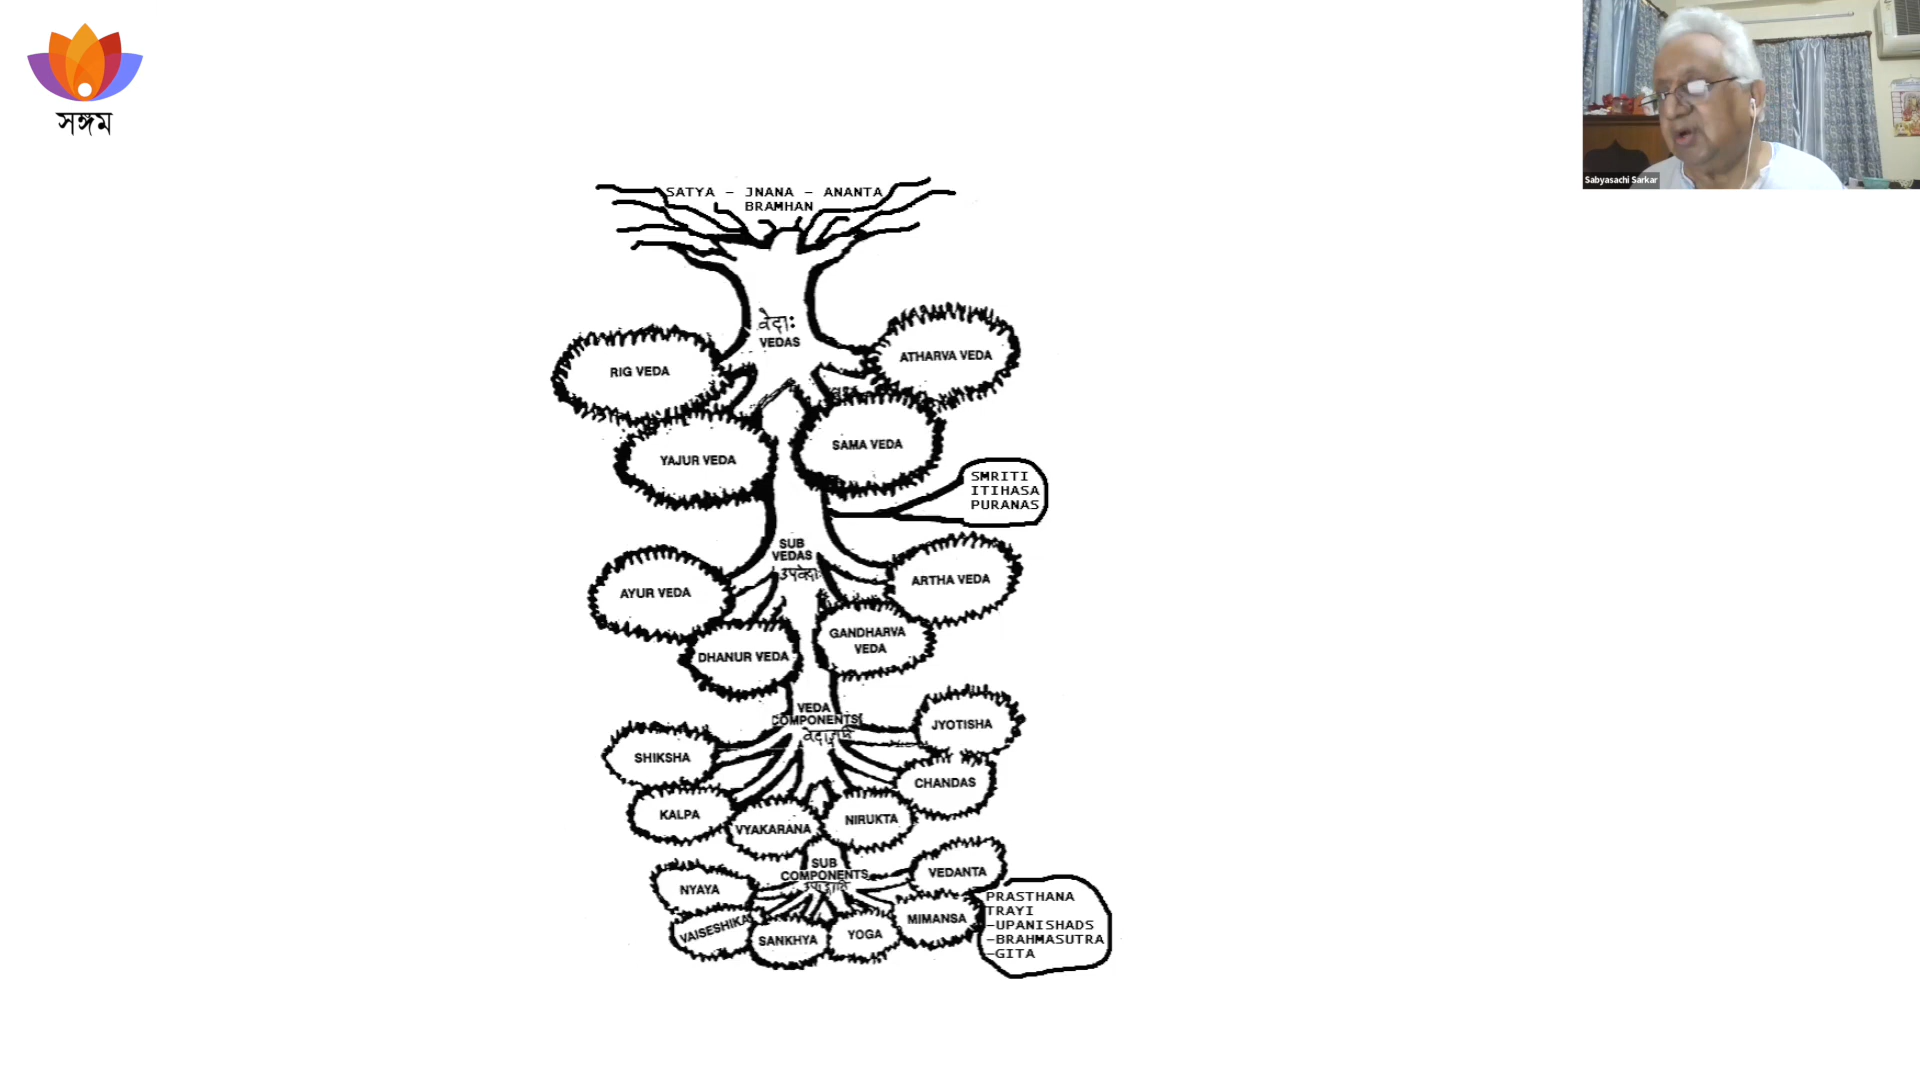 সঙ্গম
Sabyasachi Sarkar
SATYA - JNANA - ANANTA
BRAMHAN
वेदाः
VEDAS
RIG VEDA
ATHARVA VEDA
YAJUR VEDA
SAMA VEDA
SMRITI
ITIHASA
PURANAS
SUB
VEDAS
उपवेदाः
AYUR VEDA
ARTHA VEDA
DHANUR VEDA
GANDHARVA
VEDA
VEDA
COMPONENTS
JYOTISHA
SHIKSHA
CHANDAS
KALPA
VYAKARANA
NIRUKTA
SUB
COMPONENTS
VEDANTA
NYAYA
VAISESHIKA
SANKHYA
YOGA
MIMANSA
PRASTHANA
TRAYI
-UPANISHADS
-BRAHMASUTRA
-GITA